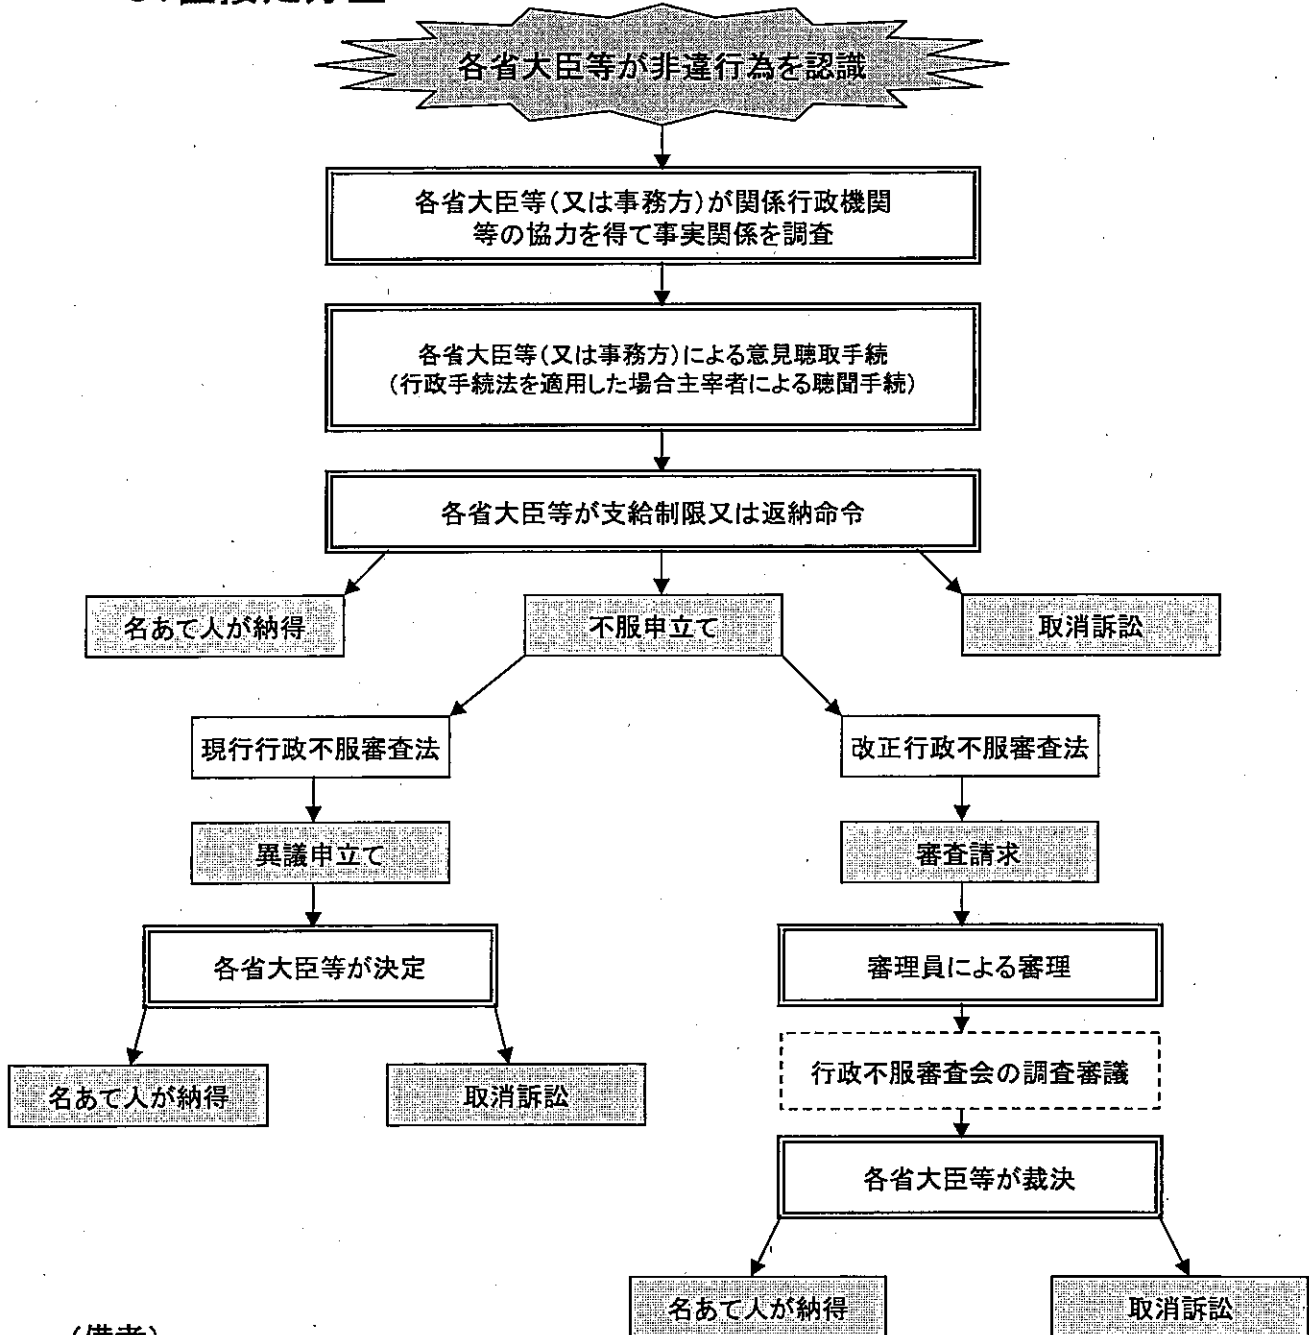 各省大臣等が非違行為を認識
各省大臣等(又は事務方)が関係行政機関
等の協力を得て事実関係を調査
各省大臣等(又は事務方)による意見聴取手続
(行政手続法を適用した場合主宰者による聴聞手続)
各省大臣等が支給制限又は返納命令
名あて人が納得
不服申立て
取消訴訟
現行行政不服審査法
改正行政不服審査法
異議申立て
審査請求
各省大臣等が決定
審理員による審理
名あて人が納得
取消訴訟
行政不服審査会の調査審議
各省大臣等が裁決
名あて人が納得
取消訴訟
(備考)